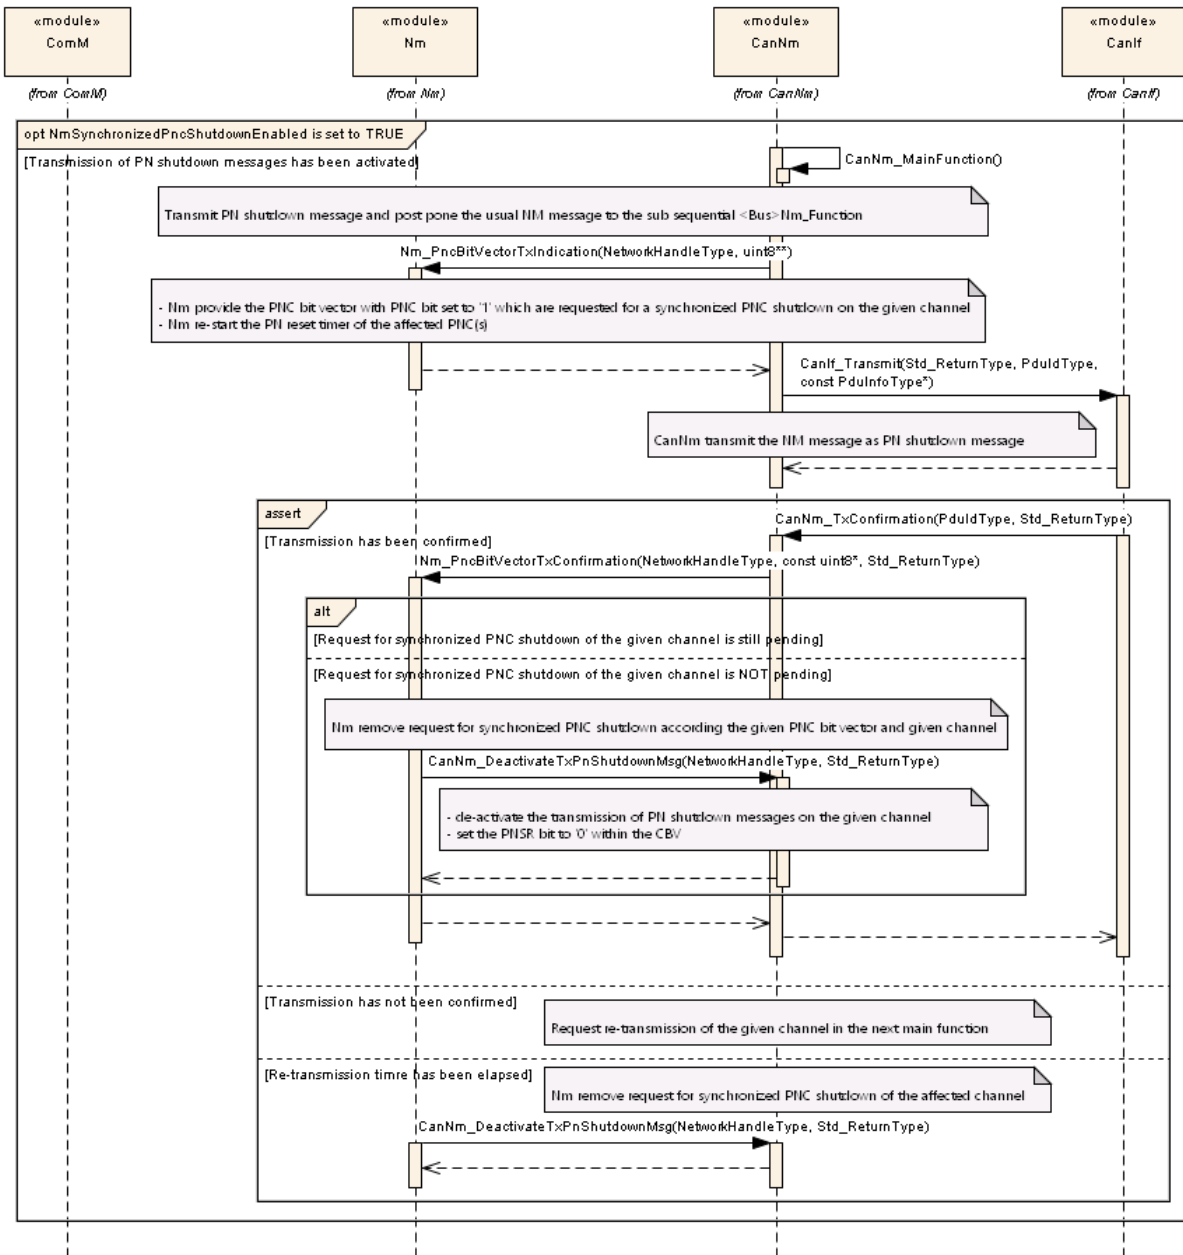 «module»
ComM
«module»
Nm
«module»
CanNm
«module»
CanIf
(from ComM)
(from Nm)
(from CanNm)
(from CanIf)
opt NmSynchronizedPncShutdownEnabled is set to TRUE
[Transmission of PN shutdown messages has been activated]
CanNm_MainFunction()
Transmit PN shutdown message and post pone the usual NM message to the sub sequential <Bus>Nm_Function
Nm_PncBitVectorTxIndication(NetworkHandleType, uint8**)
- Nm provide the PNC bit vector with PNC bit set to '1' which are requested for a synchronized PNC shutdown on the given channel
- Nm re-start the PN reset timer of the affected PNC(s)
CanIf_Transmit(Std_ReturnType, PduIdType,
const PduInfoType*)
CanNm transmit the NM message as PN shutdown message
assert
CanNm_TxConfirmation(PduIdType, Std_ReturnType)
[Transmission has been confirmed]
Nm_PncBitVectorTxConfirmation(NetworkHandleType, const uint8*, Std_ReturnType)
alt
[Request for synchronized PNC shutdown of the given channel is still pending]
[Request for synchronized PNC shutdown of the given channel is NOT pending]
Nm remove request for synchronized PNC shutdown according the given PNC bit vector and given channel
CanNm_DeactivateTxPnShutdownMsg(NetworkHandleType, Std_ReturnType)
- de-activate the transmission of PN shutdown messages on the given channel
- set the PNSR bit to '0' within the CBV
[Transmission has not been confirmed]
Request re-transmission of the given channel in the next main function
[Re-transmission timre has been elapsed]
Nm remove request for synchronized PNC shutdown of the affected channel
CanNm_DeactivateTxPnShutdownMsg(NetworkHandleType, Std_ReturnType)